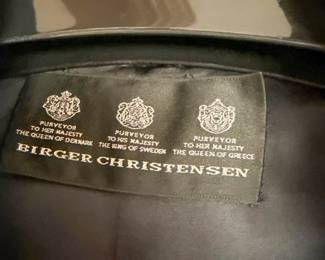 PURVEYOR
TO HER MAJESTY
THE QUEEN OF DENMARK
PURVEYOR
TO HIS MAJESTY
THE KING OF SWEDEN
PURVEYOR
TO HER MAJESTY
THE QUEEN OF GREECE
BIRGER CHRISTENSEN